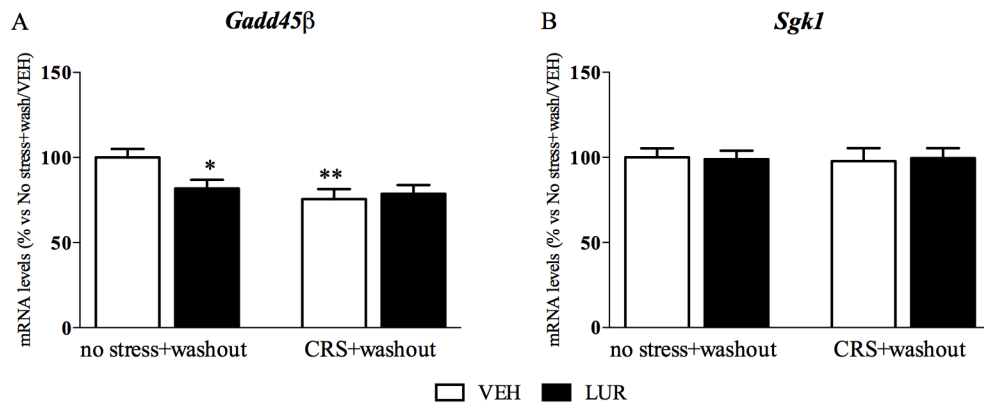 A
Gadd45β
mRNA levels (% vs No stress+wash/VEH)
150
100
50
0
*
**
no stress+washout
CRS+washout
B
Sgk1
mRNA levels (% vs No stress+wash/VEH)
150
100
50
0
no stress+washout
CRS+washout
VEH
LUR